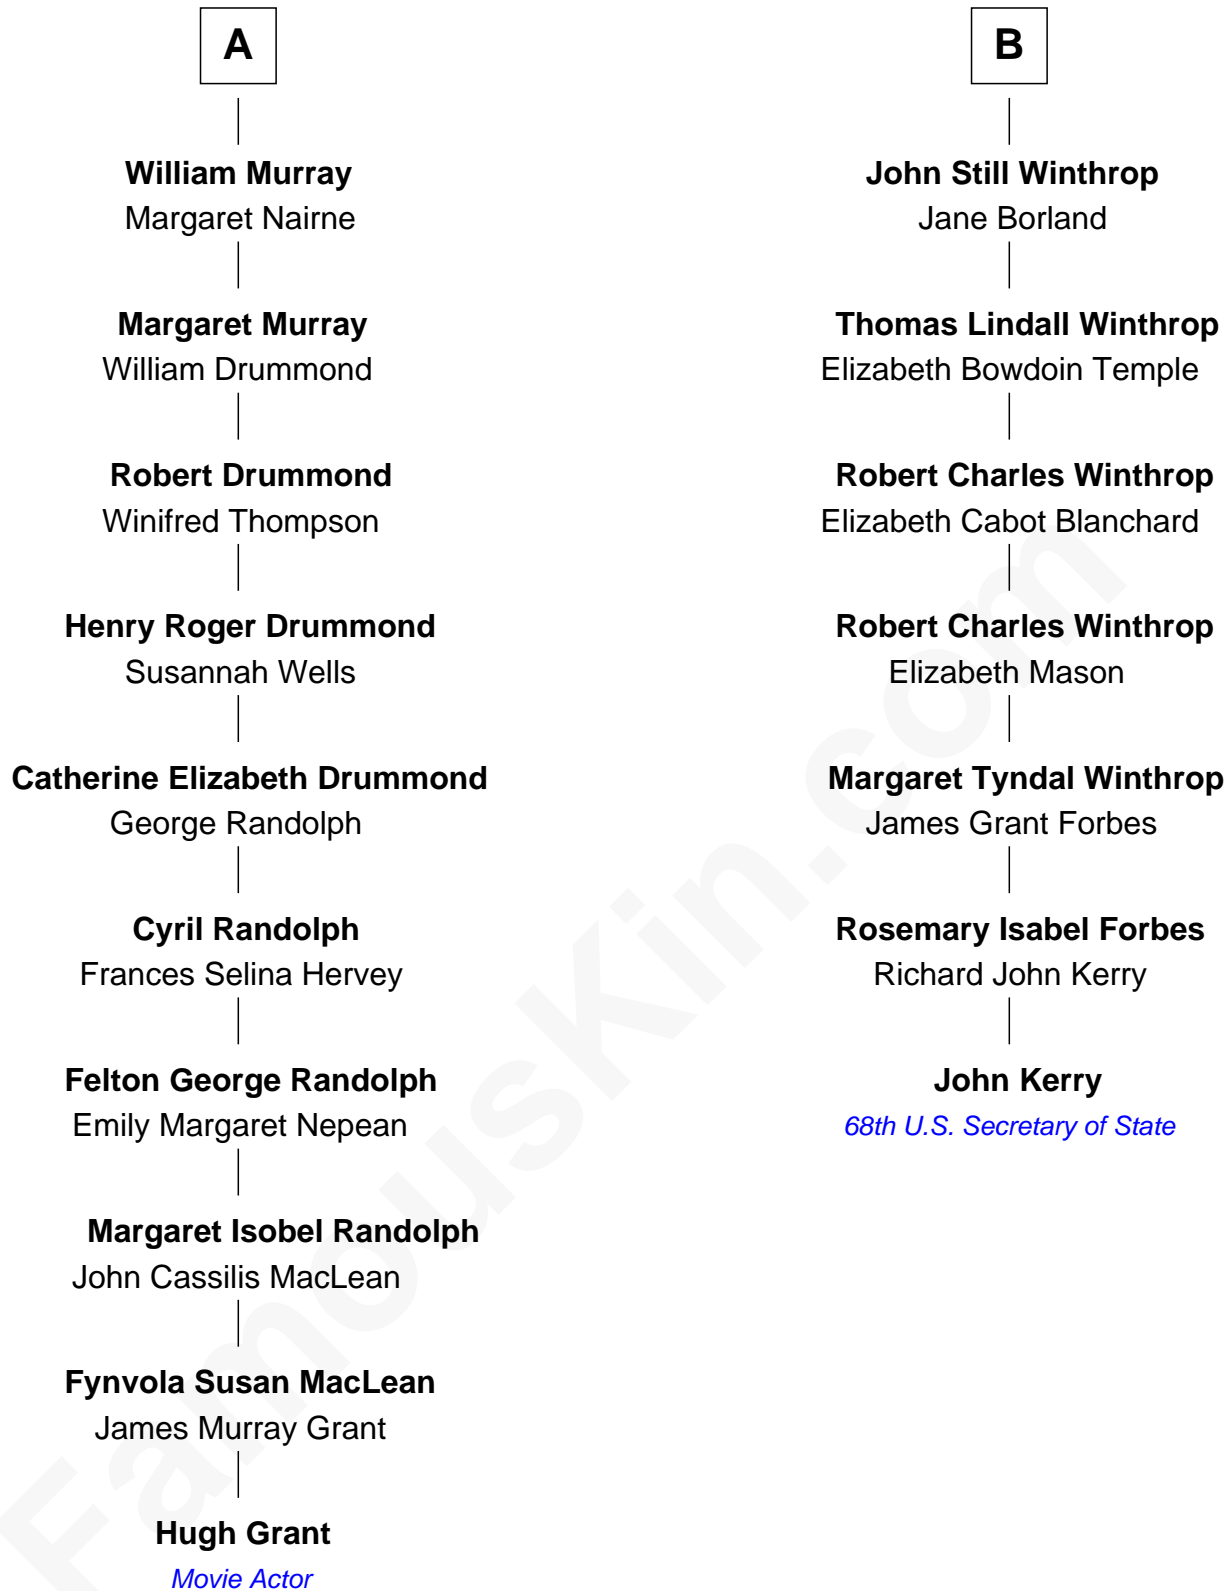 A
William Murray
Margaret Nairne
Margaret Murray
William Drummond
Robert Drummond
Winifred Thompson
Henry Roger Drummond
Susannah Wells
Catherine Elizabeth Drummond
George Randolph
Cyril Randolph
Frances Selina Hervey
Felton George Randolph
Emily Margaret Nepean
Margaret Isobel Randolph
John Cassilis MacLean
Fynvola Susan MacLean
James Murray Grant
Hugh Grant
Movie Actor
B
John Still Winthrop
Jane Borland
Thomas Lindall Winthrop
Elizabeth Bowdoin Temple
Robert Charles Winthrop
Elizabeth Cabot Blanchard
Robert Charles Winthrop
Elizabeth Mason
Margaret Tyndal Winthrop
James Grant Forbes
Rosemary Isabel Forbes
Richard John Kerry
John Kerry
68th U.S. Secretary of State
FamousKin.com